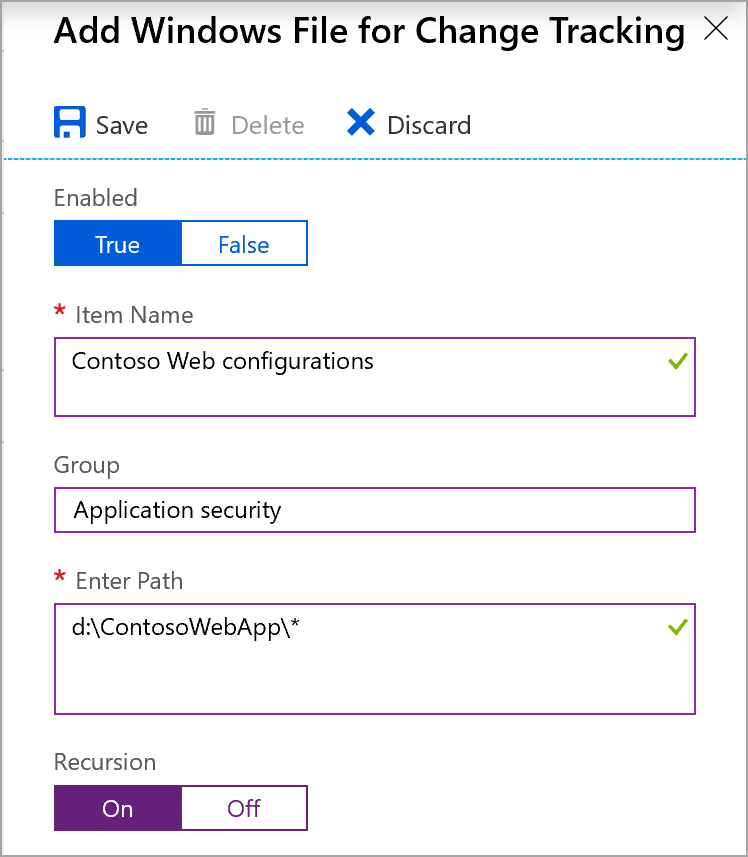 Add Windows File for Change Tracking
Save Delete Discard
Enabled
True False
* Item Name
Contoso Web configurations
Group
Application security
* Enter Path
d:\ContosoWebApp\*
Recursion
On Off